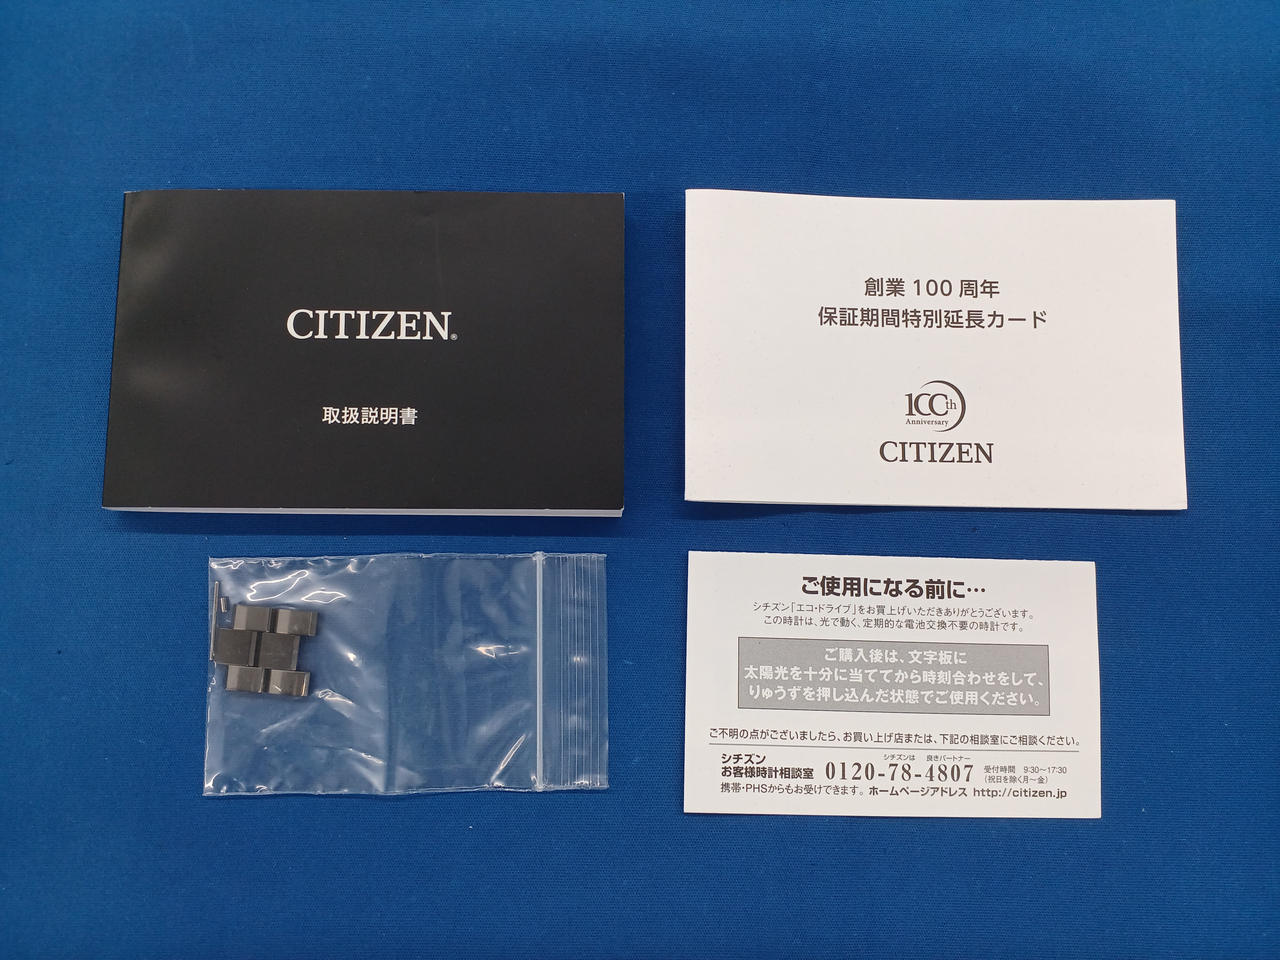 CITIZEN®
取扱説明書
創業 100 周年
保証期間特別延長カード
100th
Anniversary
CITIZEN
ご使用になる前に…
シチズン「エコ・ドライブ」をお買上げいただきありがとうございます。
この時計は、光で動く、定期的な電池交換不要の時計です。
ご購入後は、文字板に
太陽光を十分に当ててから時刻合わせをして、
りゅうずを押し込んだ状態でご使用ください。
ご不明の点がございましたら、お買い上げ店または、下記の相談室にご相談ください。
シチズン
お客様時計相談室
シチズンは 良きパートナー
0120-78-4807
受付時間 9:30〜17:30
(祝日を除く月〜金)
携帯・PHSからもお受けできます。ホームページアドレス http://citizen.jp